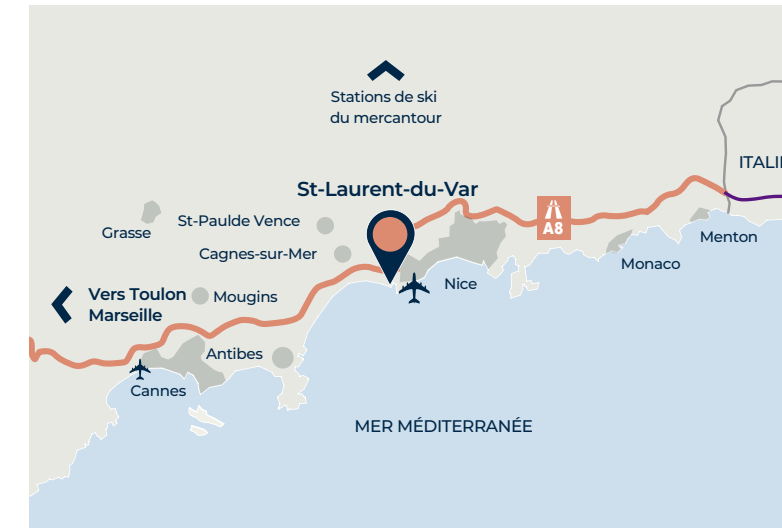 Stations de ski
du mercantour
ITALI
St-Laurent-du-Var
St-Paulde Vence
Grasse
A8
Menton
Cagnes-sur-Mer
Monaco
Nice
Vers Toulon
Marseille
Mougins
Antibes
Cannes
MER MÉDITERRANÉE